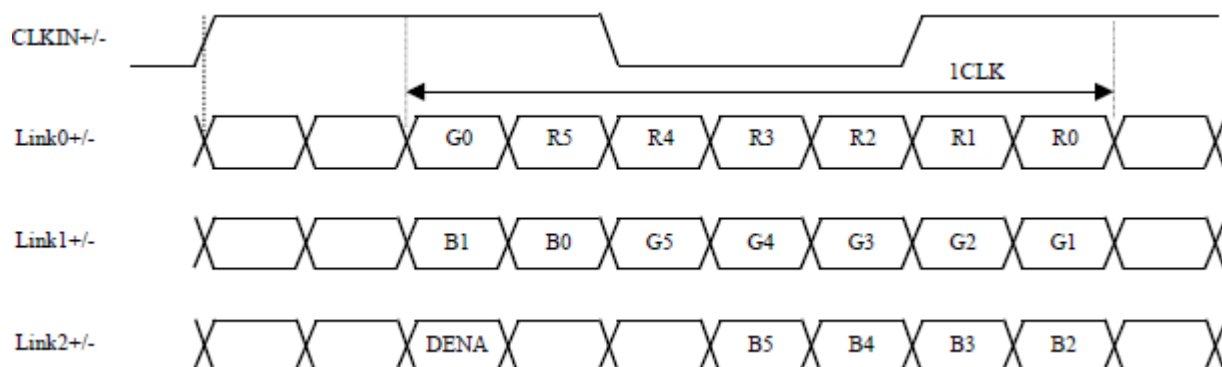 CLKIN+/-
1CLK
Link0+/- G0 R5 R4 R3 R2 R1 R0
Link1+/- B1 B0 G5 G4 G3 G2 G1
Link2+/- DENA B5 B4 B3 B2